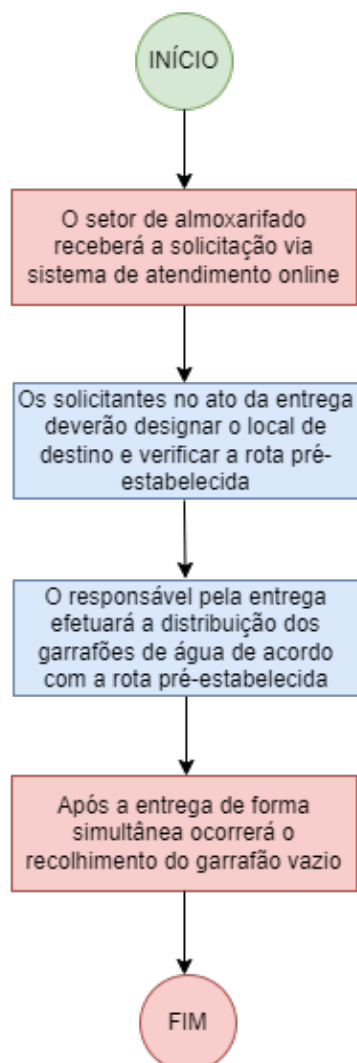 INÍCIO
O setor de almoxarifado
receberá a solicitação via
sistema de atendimento online
Os solicitantes no ato da entrega
deverão designar o local de
destino e verificar a rota pré-
estabelecida
O responsável pela entrega
efetuará a distribuição dos
garrafões de água de acordo
com a rota pré-estabelecida
Após a entrega de forma
simultânea ocorrerá o
recolhimento do garrafão vazio
FIM